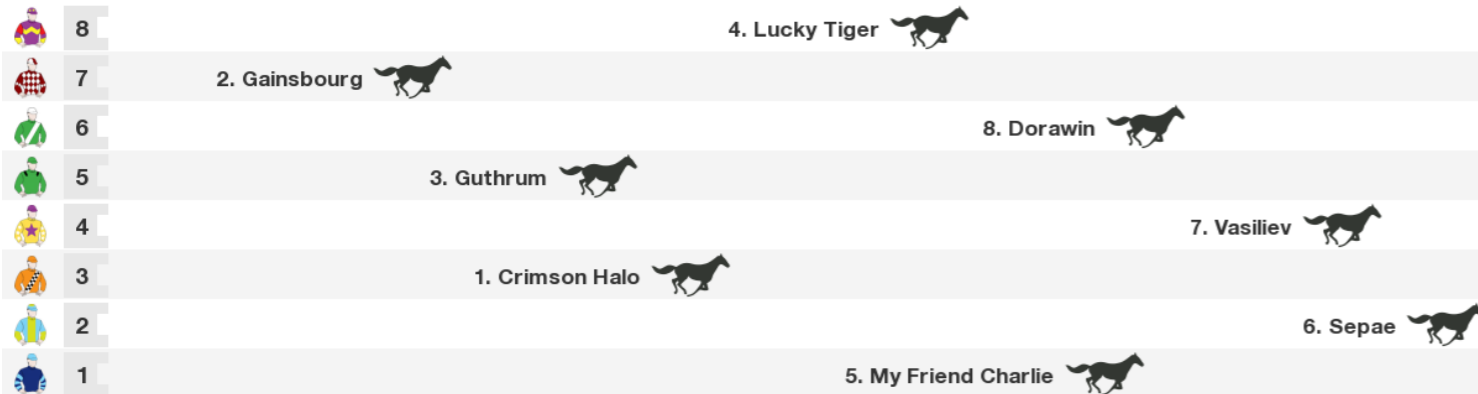 8 4. Lucky Tiger
7 2. Gainsbourg
6 8. Dorawin
5 3. Guthrum
4 7. Vasiliev
3 1. Crimson Halo
2 6. Sepae
1 5. My Friend Charlie